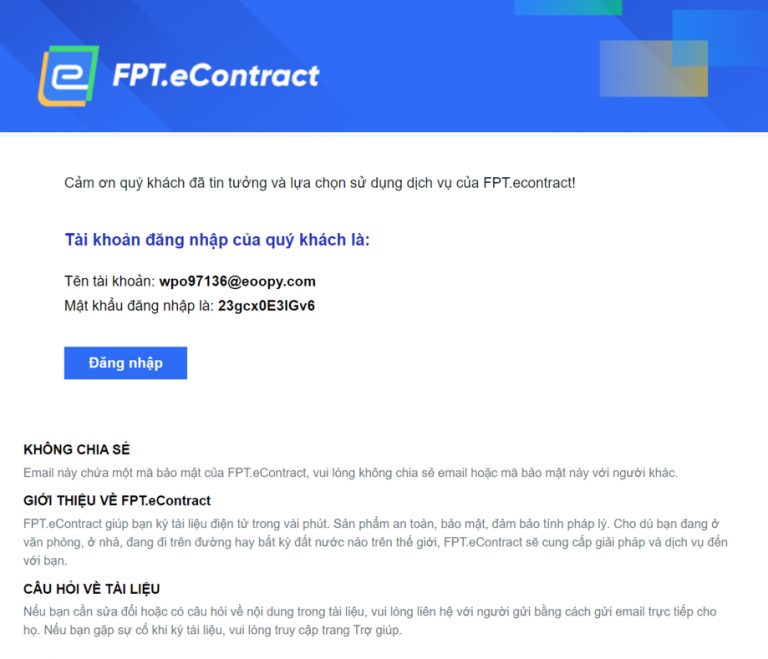 FPT.eContract
Cảm ơn quý khách đã tin tưởng và lựa chọn sử dụng dịch vụ của FPT.econtract!
Tài khoản đăng nhập của quý khách là:
Tên tài khoản: wpo97136@eoopy.com
Mật khẩu đăng nhập là: 23gcx0E3lGv6
Đăng nhập
KHÔNG CHIA SẺ
Email này chứa một mã bảo mật của FPT.eContract, vui lòng không chia sẻ email hoặc mã bảo mật này với người khác.
GIỚI THIỆU VỀ FPT.eContract
FPT.eContract giúp bạn ký tài liệu điện tử trong vài phút. Sản phẩm an toàn, bảo mật, đảm bảo tính pháp lý. Cho dù bạn đang ở
văn phòng, ở nhà, đang đi trên đường hay bất kỳ đất nước nào trên thế giới, FPT.eContract sẽ cung cấp giải pháp và dịch vụ đến
với bạn.
CÂU HỎI VỀ TÀI LIỆU
Nếu bạn cần sửa đổi hoặc có câu hỏi về nội dung trong tài liệu, vui lòng liên hệ với người gửi bằng cách gửi email trực tiếp cho
họ. Nếu bạn gặp sự cố khi ký tài liệu, vui lòng truy cập trang Trợ giúp.